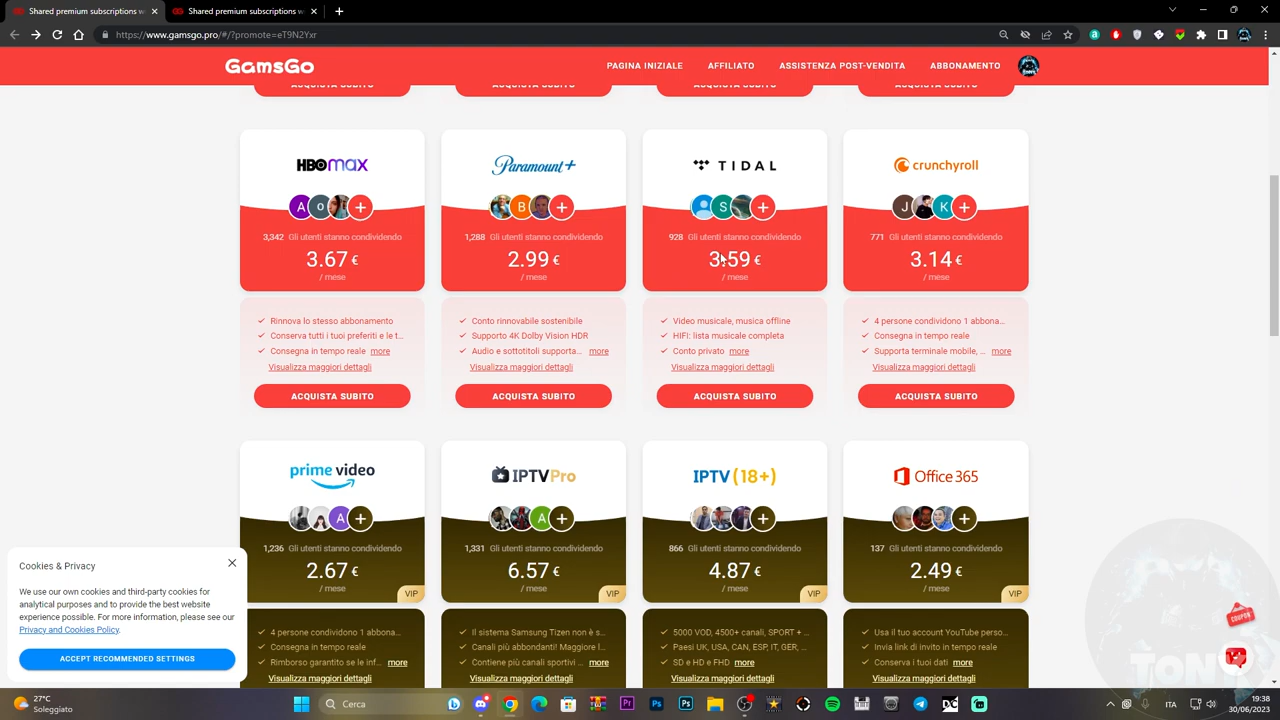 Shared premium subscriptions w
Shared premium subscriptions w
https://www.gamsgo.pro/#/?promote=eT9N2Yxr
GamsGo
PAGINA INIZIALE
AFFILIATO
ASSISTENZA POST-VENDITA
ABBONAMENTO
ACQUISTA SUBITO
ACQUISTA SUBITO
ACQUISTA SUBITO
ACQUISTA SUBITO
HBOmax
A O
3,342 Gli utenti stanno condividendo
3.67 €
/ mese
Rinnova lo stesso abbonamento
Conserva tutti i tuoi preferiti e le t...
Consegna in tempo reale more
Visualizza maggiori dettagli
ACQUISTA SUBITO
Paramount+
B
1,288 Gli utenti stanno condividendo
2.99 €
/ mese
Conto rinnovabile sostenibile
Supporto 4K Dolby Vision HDR
Audio e sottotitoli supporta... more
Visualizza maggiori dettagli
ACQUISTA SUBITO
TIDAL
S
928 Gli utenti stanno condividendo
3.59 €
/ mese
Video musicale, musica offline
HIFI: lista musicale completa
Conto privato more
Visualizza maggiori dettagli
ACQUISTA SUBITO
crunchyroll
J K
771 Gli utenti stanno condividendo
3.14 €
/ mese
4 persone condividono 1 abbona...
Consegna in tempo reale
Supporta terminale mobile, ... more
Visualizza maggiori dettagli
ACQUISTA SUBITO
prime video
A
1,236 Gli utenti stanno condividendo
2.67 €
/ mese
VIP
4 persone condividono 1 abbona...
Consegna in tempo reale
Rimborso garantito se le inf... more
Visualizza maggiori dettagli
IPTVPro
A
1,331 Gli utenti stanno condividendo
6.57 €
/ mese
VIP
Il sistema Samsung Tizen non è s...
Canali più abbondanti! Maggiore l...
Contiene più canali sportivi ... more
Visualizza maggiori dettagli
IPTV (18+)
866 Gli utenti stanno condividendo
4.87 €
/ mese
VIP
5000 VOD, 4500+ canali, SPORT + ...
Paesi UK, USA, CAN, ESP, IT, GER, ...
SD e HD e FHD more
Visualizza maggiori dettagli
Office 365
137 Gli utenti stanno condividendo
2.49 €
/ mese
VIP
Usa il tuo account YouTube perso...
Invia link di invito in tempo reale
Conserva i tuoi dati more
Visualizza maggiori dettagli
Cookies & Privacy
We use our own cookies and third-party cookies for
analytical purposes and to provide the best website
experience possible. For more information, please see our
Privacy and Cookies Policy.
ACCEPT RECOMMENDED SETTINGS
COUPON
27°C
Soleggiato
Cerca
ITA
19:38
30/06/2023